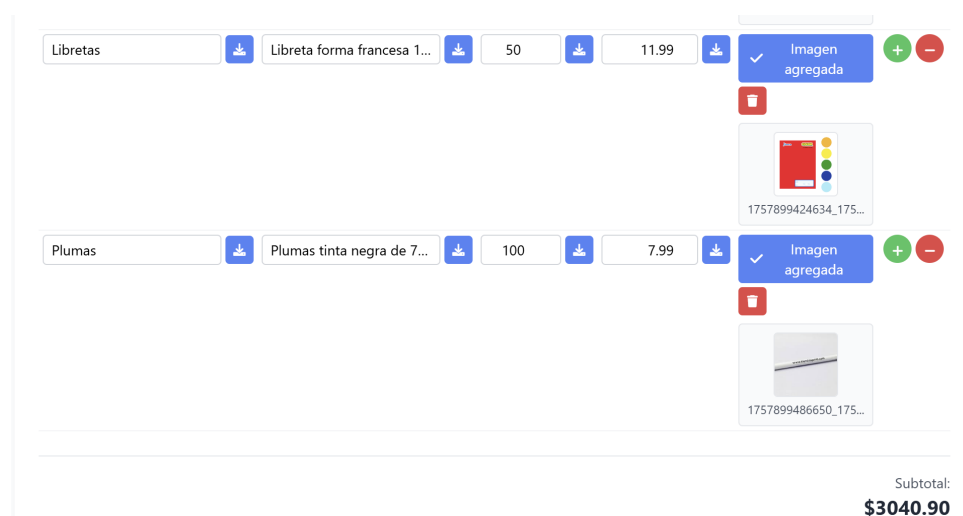 Libretas
Libreta forma francesa 1...
50
11.99
Imagen
agregada
1757899424634_175...
Plumas
Plumas tinta negra de 7...
100
7.99
Imagen
agregada
1757899486650_175...
Subtotal:
$3040.90